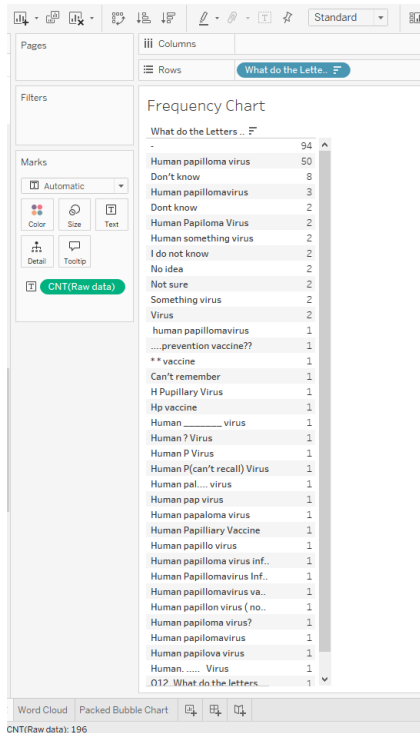 Standard
Pages
iii Columns
Rows
What do the Lette..
Filters
Frequency Chart
What do the Letters ..
- 94
Human papilloma virus 50
Don't know 8
Human papillomavirus 3
Dont know 2
Human Papiloma Virus 2
Human something virus 2
I do not know 2
No idea 2
Not sure 2
Something virus 2
Virus 2
human papillomavirus 1
....prevention vaccine?? 1
** vaccine 1
Can't remember 1
H Pupillary Virus 1
Hp vaccine 1
Human _______ virus 1
Human ? Virus 1
Human P Virus 1
Human P(can't recall) Virus 1
Human pal.... virus 1
Human pap virus 1
Human papaloma virus 1
Human Papilliary Vaccine 1
Human papillo virus 1
Human papilloma virus inf.. 1
Human Papillomavirus Inf.. 1
Human papillomavirus va.. 1
Human papillon virus ( no.. 1
Human papiloma virus? 1
Human papilomavirus 1
Human papilova virus 1
Human. ..... Virus 1
Q12. What do the letters.... 1
Marks
Automatic
Color Size Text
Detail Tooltip
CNT(Raw data)
Word Cloud Packed Bubble Chart
CNT(Raw data): 196